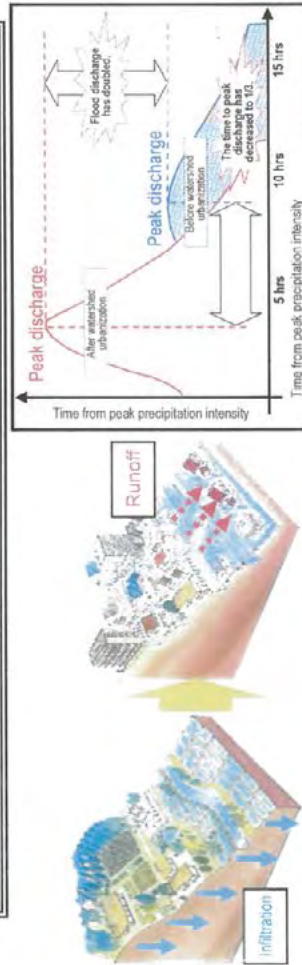 Infiltration
Runoff
Time from peak precipitation intensity
Peak discharge
After watershed
urbanization
Flood discharge
has doubled.
Peak discharge
Before watershed
urbanization
The time to peak
discharge has
decreased to 1/3.
5 hrs
10 hrs
15 hrs
Time from peak precipitation intensity